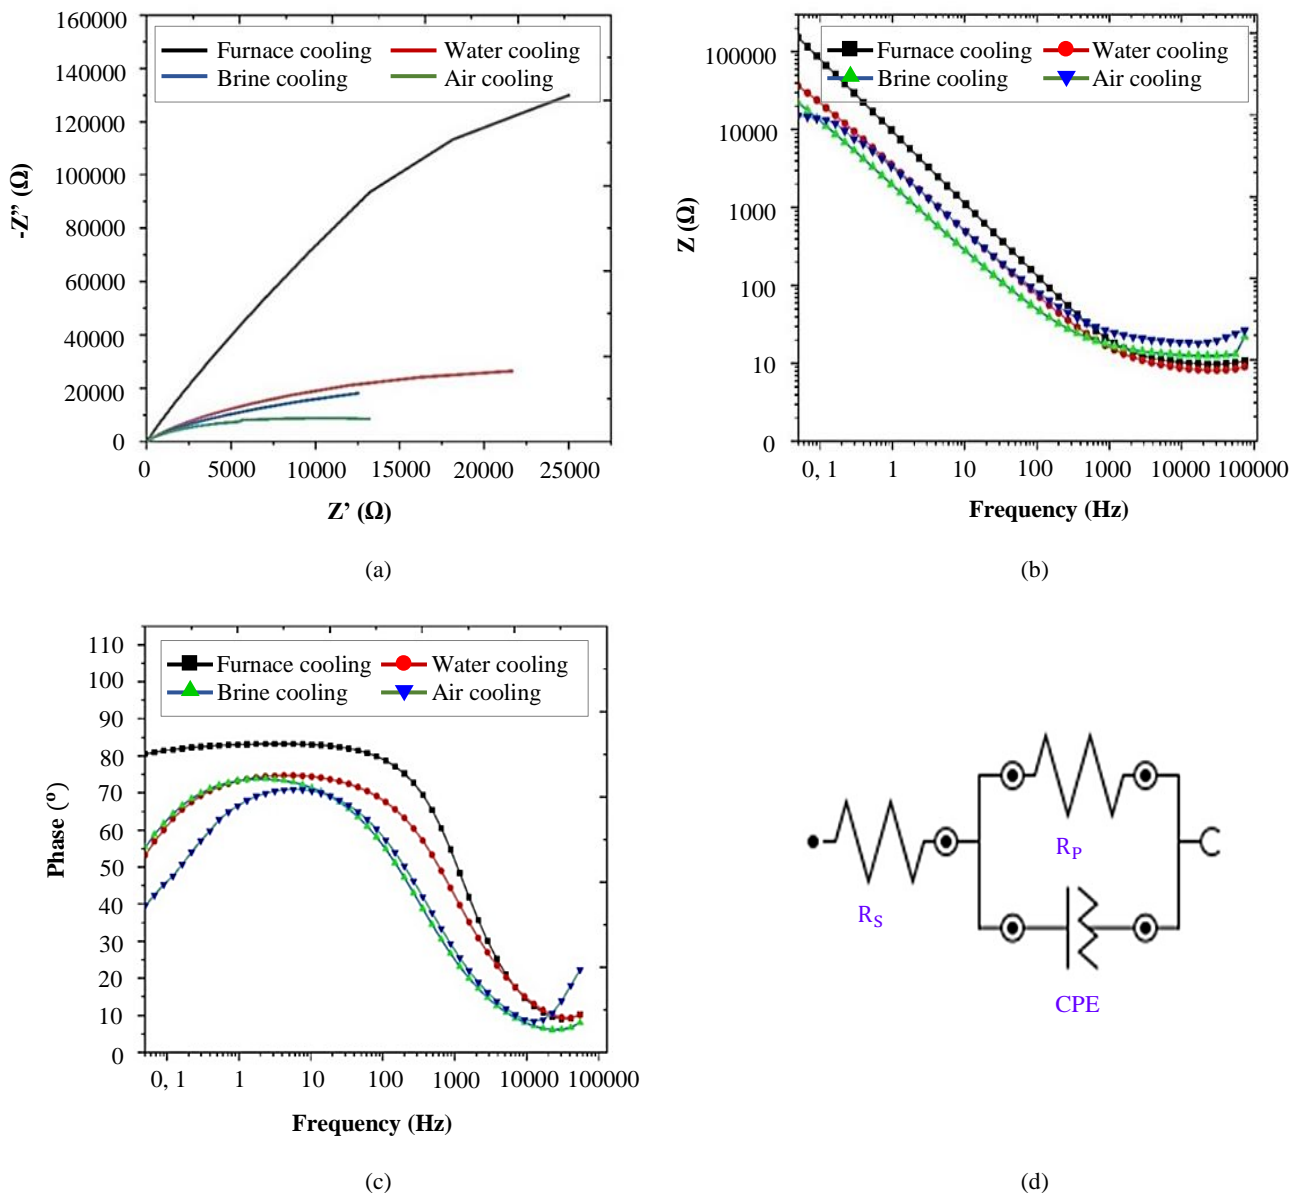 160000
140000
120000
100000
80000
60000
40000
20000
0
-Z” (Ω)
Furnace cooling
Water cooling
Brine cooling
Air cooling
0
5000
10000
15000
20000
25000
Z’ (Ω)
(a)
100000
10000
1000
100
10
0
Z (Ω)
Furnace cooling
Water cooling
Brine cooling
Air cooling
0, 1
1
10
100
1000
10000
100000
Frequency (Hz)
(b)
110
100
90
80
70
60
50
40
30
20
10
0
Phase (°)
Furnace cooling
Water cooling
Brine cooling
Air cooling
0, 1
1
10
100
1000
10000
100000
Frequency (Hz)
(c)
R_S
R_P
CPE
(d)